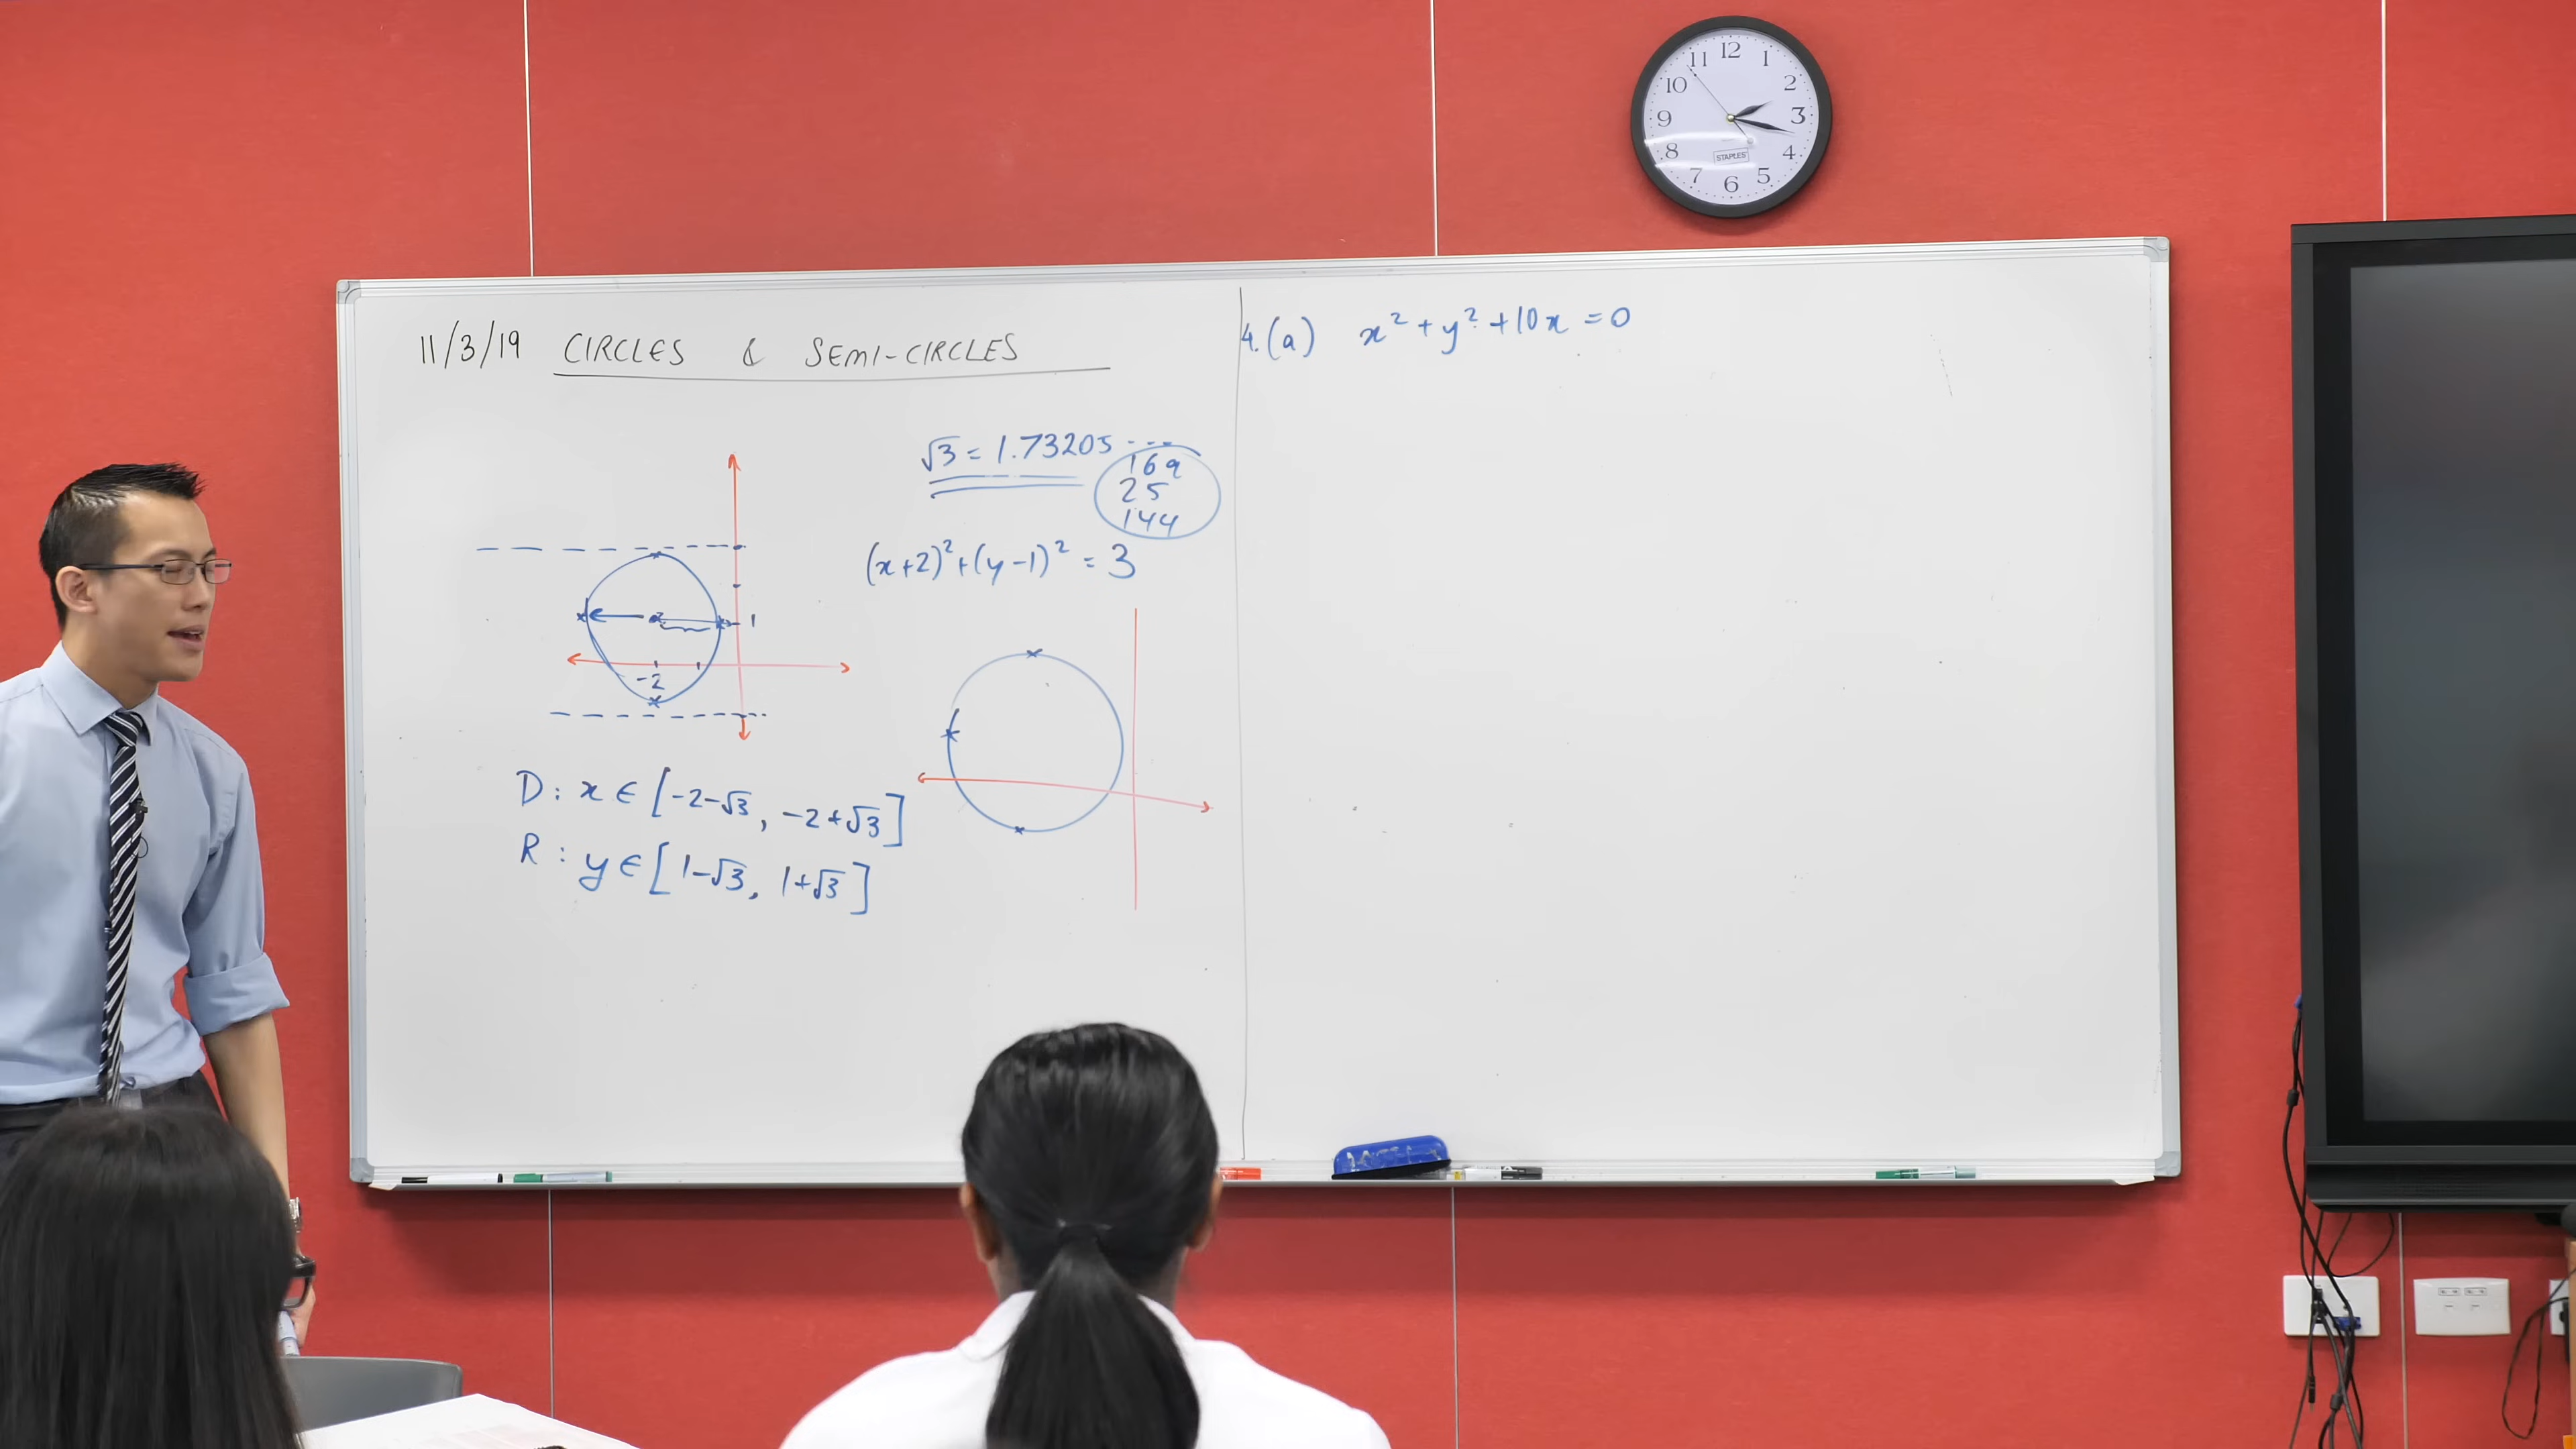 11/3/19 CIRCLES & SEMI-CIRCLES
√3 = 1.73205...
169
25
144
(x+2)²+(y-1)² = 3
1
-2
D: x ∈ [-2-√3, -2+√3]
R: y ∈ [1-√3, 1+√3]
4.(a) x² + y² + 10x = 0
12
1
2
3
4
5
6
7
8
9
10
11
STAPLES